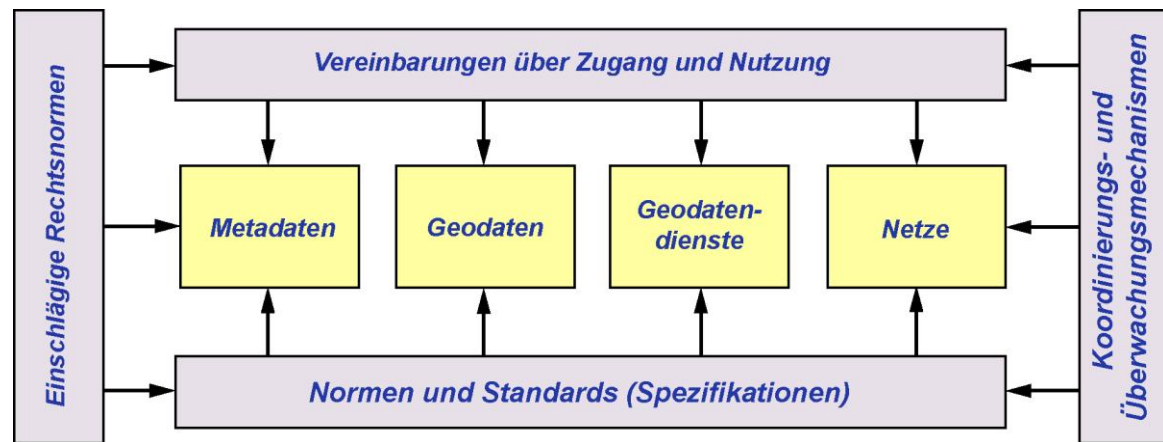 Einschlägige Rechtsnormen
Vereinbarungen über Zugang und Nutzung
Metadaten
Geodaten
Geodaten-
dienste
Netze
Normen und Standards (Spezifikationen)
Koordinierungs- und
Überwachungsmechanismen